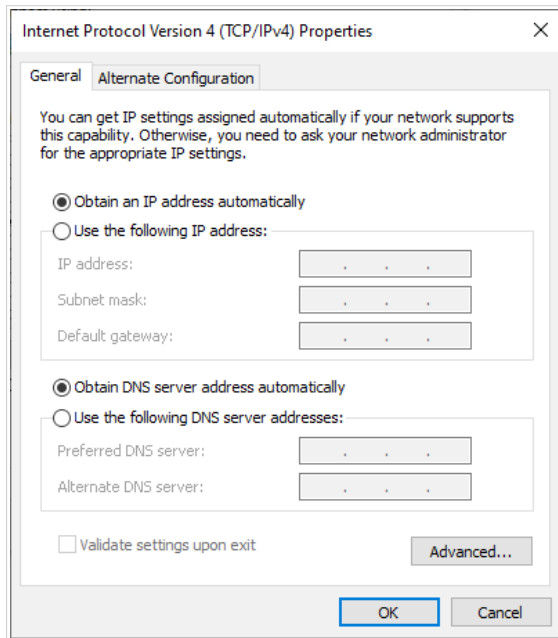 Internet Protocol Version 4 (TCP/IPv4) Properties
General
Alternate Configuration
You can get IP settings assigned automatically if your network supports
this capability. Otherwise, you need to ask your network administrator
for the appropriate IP settings.
Obtain an IP address automatically
Use the following IP address:
IP address:
Subnet mask:
Default gateway:
Obtain DNS server address automatically
Use the following DNS server addresses:
Preferred DNS server:
Alternate DNS server:
Validate settings upon exit
Advanced...
OK
Cancel